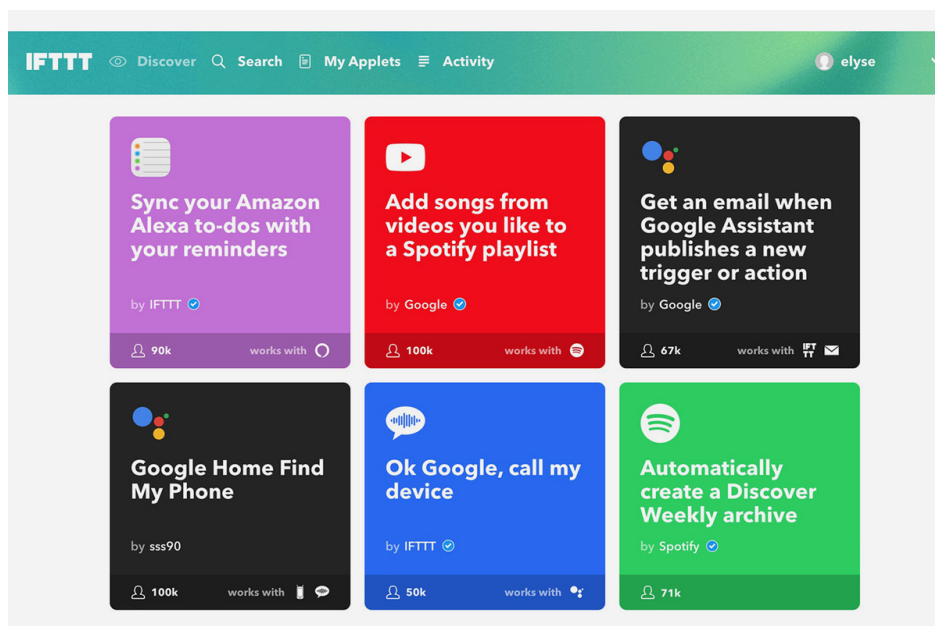 IFTTT Discover Search My Applets Activity elyse
Sync your Amazon
Alexa to-dos with
your reminders
by IFTTT
90k works with
Add songs from
videos you like to
a Spotify playlist
by Google
100k works with
Get an email when
Google Assistant
publishes a new
trigger or action
by Google
67k works with IFTTT
Google Home Find
My Phone
by sss90
100k works with
Ok Google, call my
device
by IFTTT
50k works with
Automatically
create a Discover
Weekly archive
by Spotify
71k